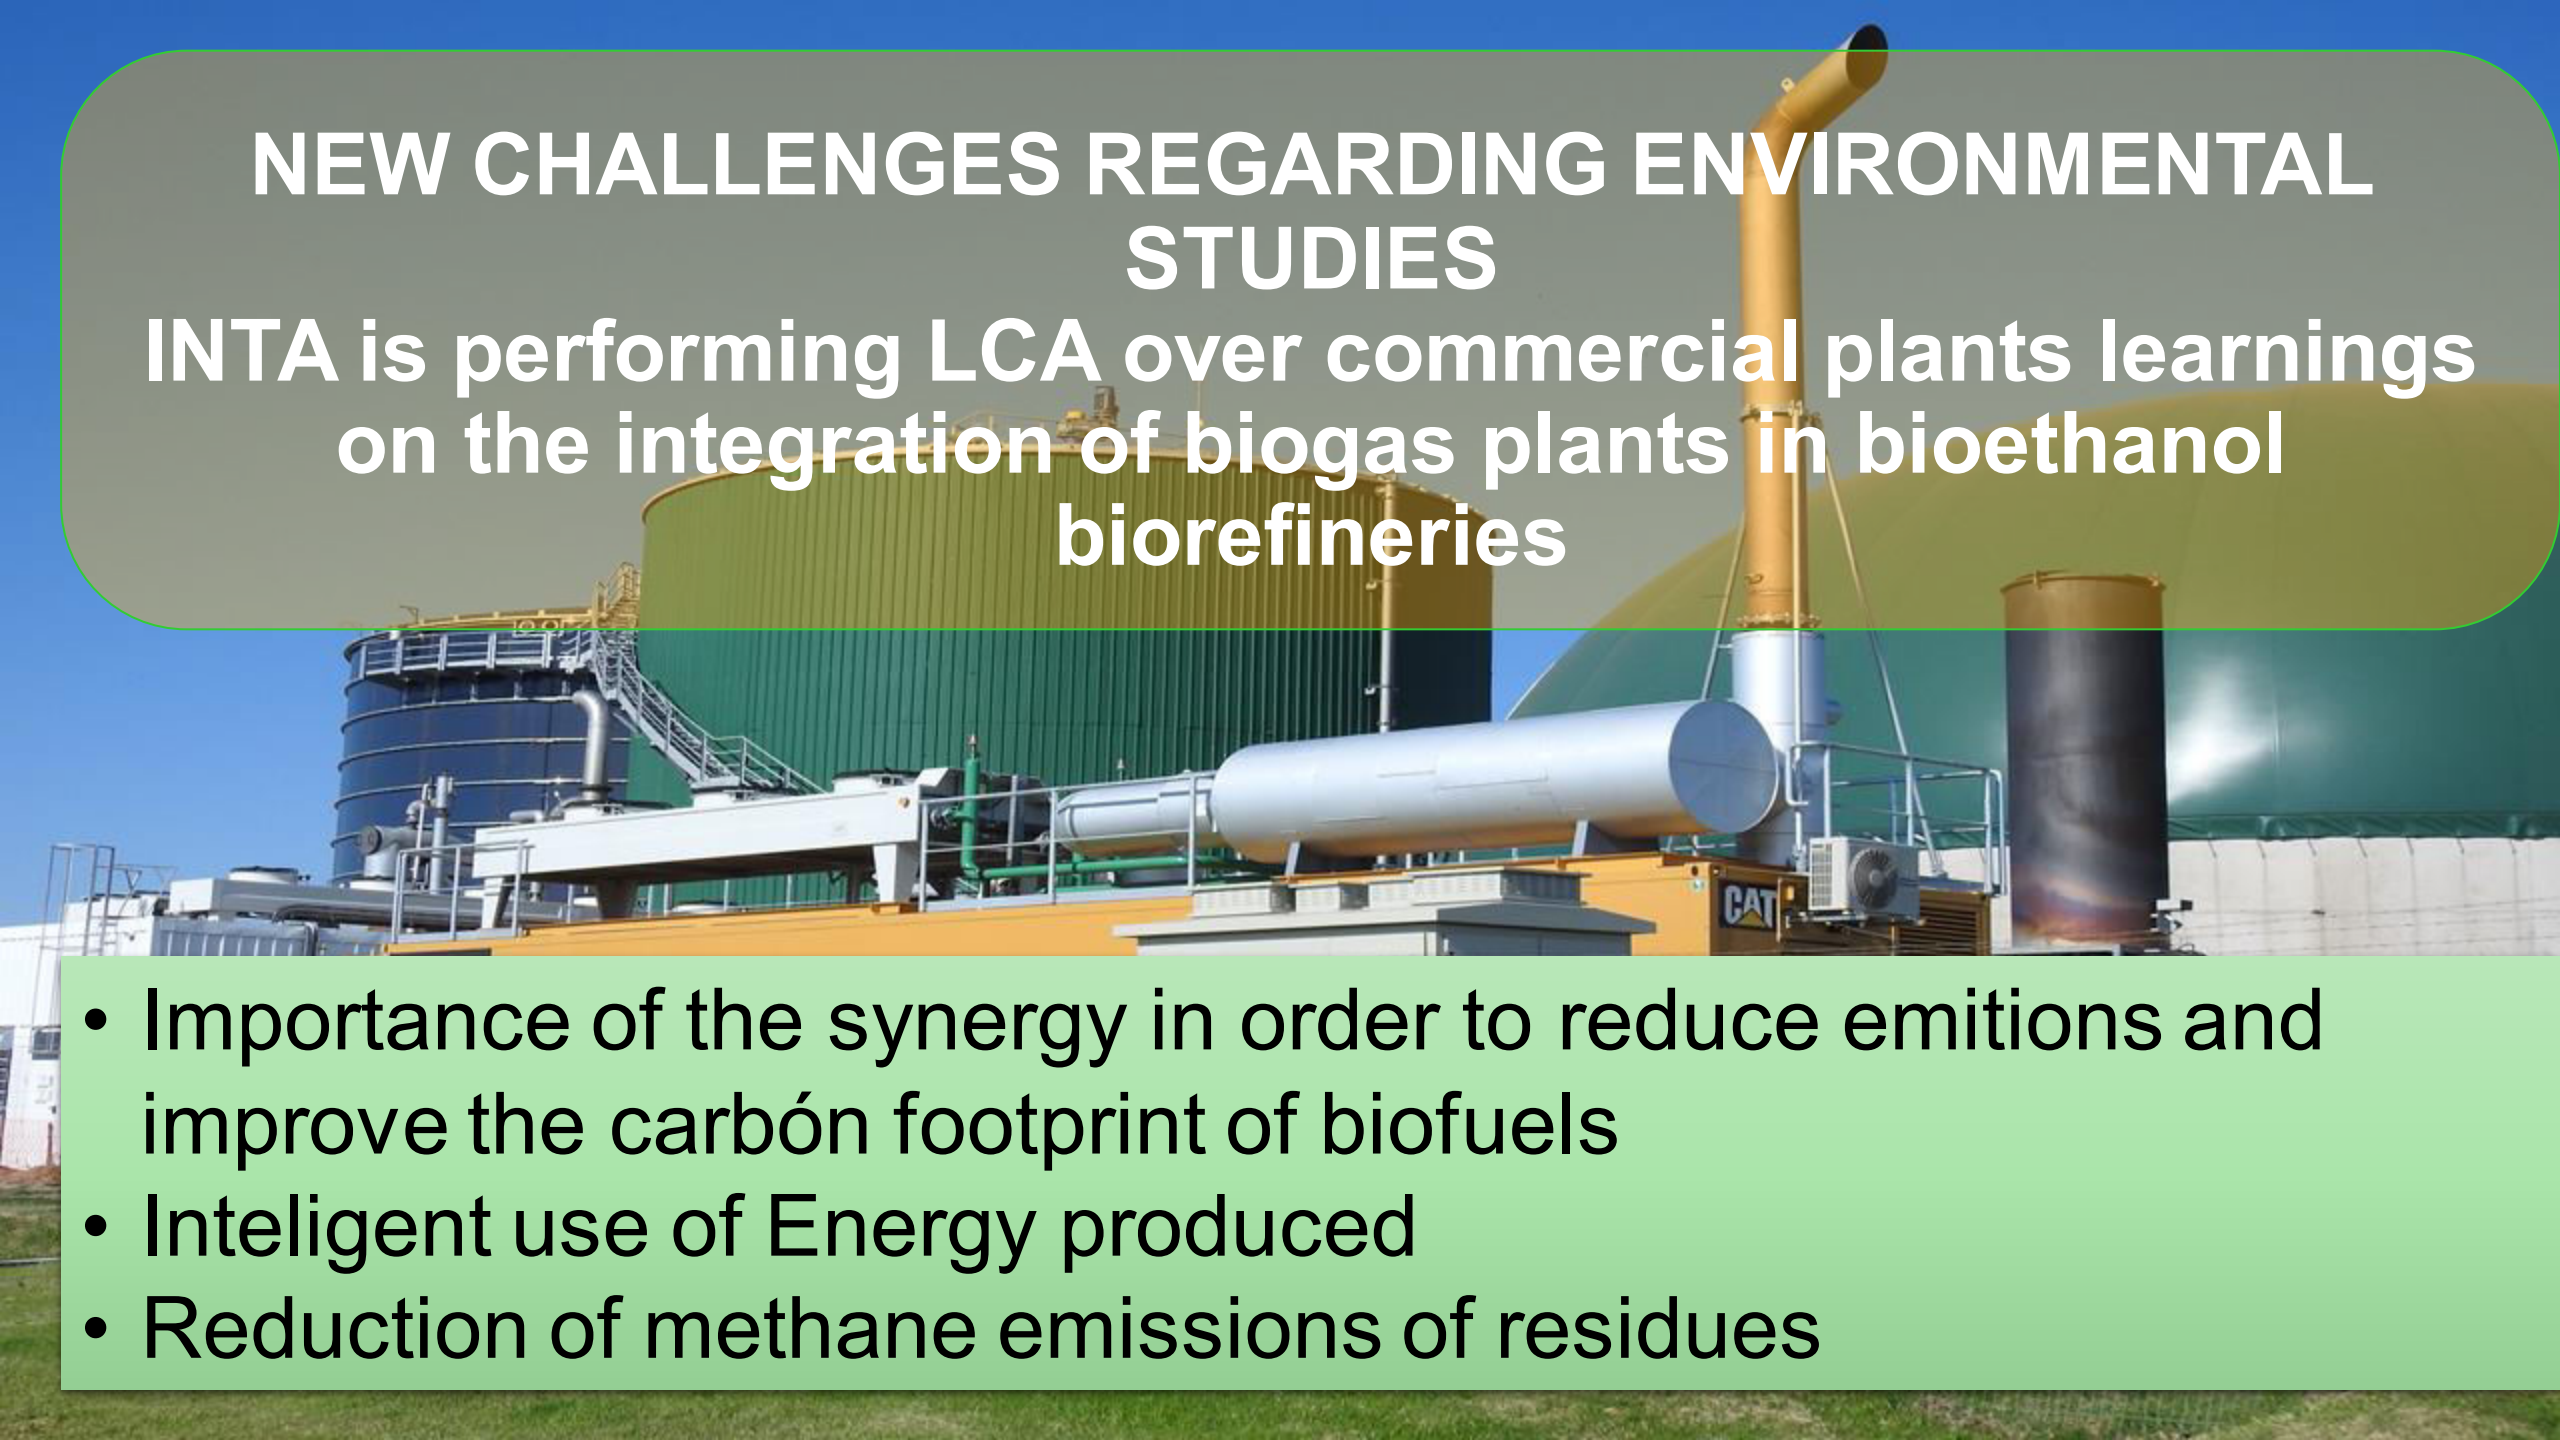 NEW CHALLENGES REGARDING ENVIRONMENTAL
STUDIES
INTA is performing LCA over commercial plants learnings
on the integration of biogas plants in bioethanol
biorefineries
CAT
• Importance of the synergy in order to reduce emitions and
improve the carbón footprint of biofuels
• Inteligent use of Energy produced
• Reduction of methane emissions of residues